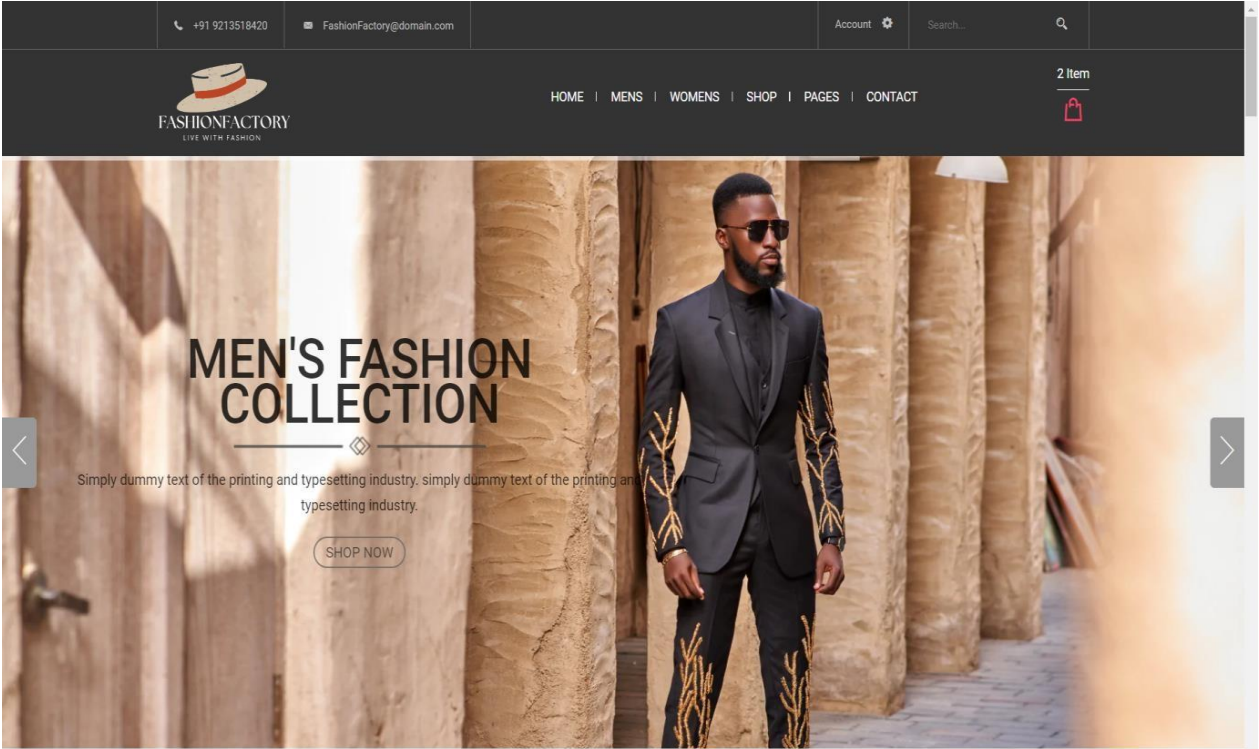 +91 9213518420
FashionFactory@domain.com
Account
Search...
FASHIONFACTORY
LIVE WITH FASHION
HOME | MENS | WOMENS | SHOP | PAGES | CONTACT
2 Item
MEN'S FASHION
COLLECTION
Simply dummy text of the printing and typesetting industry. simply dummy text of the printing and
typesetting industry.
SHOP NOW